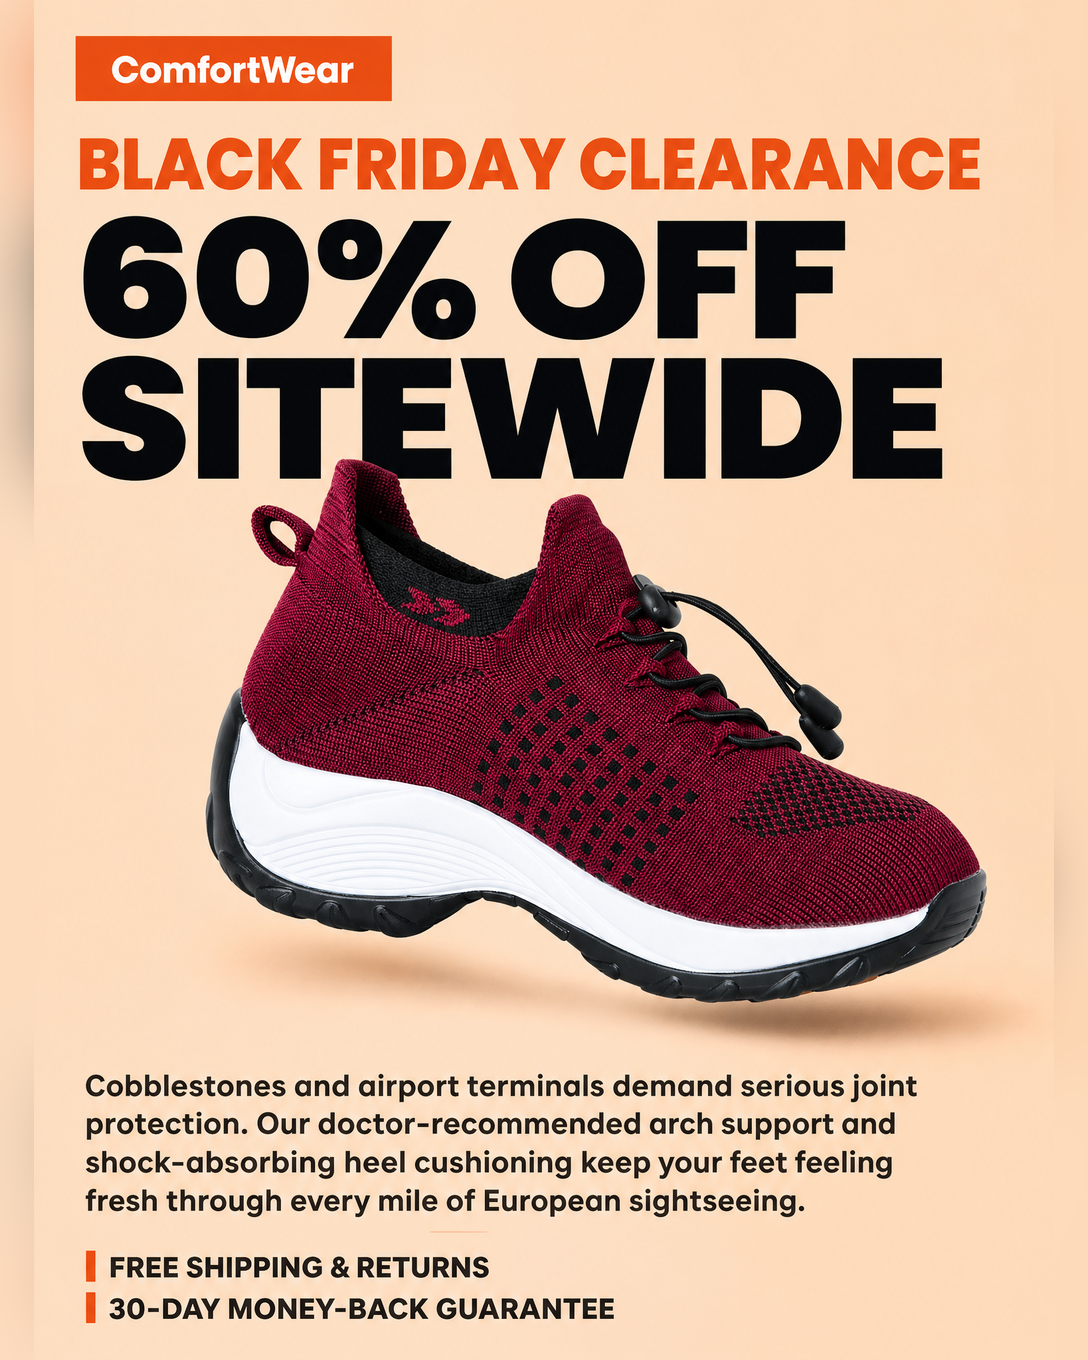 ComfortWear
BLACK FRIDAY CLEARANCE
60% OFF
SITEWIDE
Cobblestones and airport terminals demand serious joint
protection. Our doctor-recommended arch support and
shock-absorbing heel cushioning keep your feet feeling
fresh through every mile of European sightseeing.
FREE SHIPPING & RETURNS
30-DAY MONEY-BACK GUARANTEE